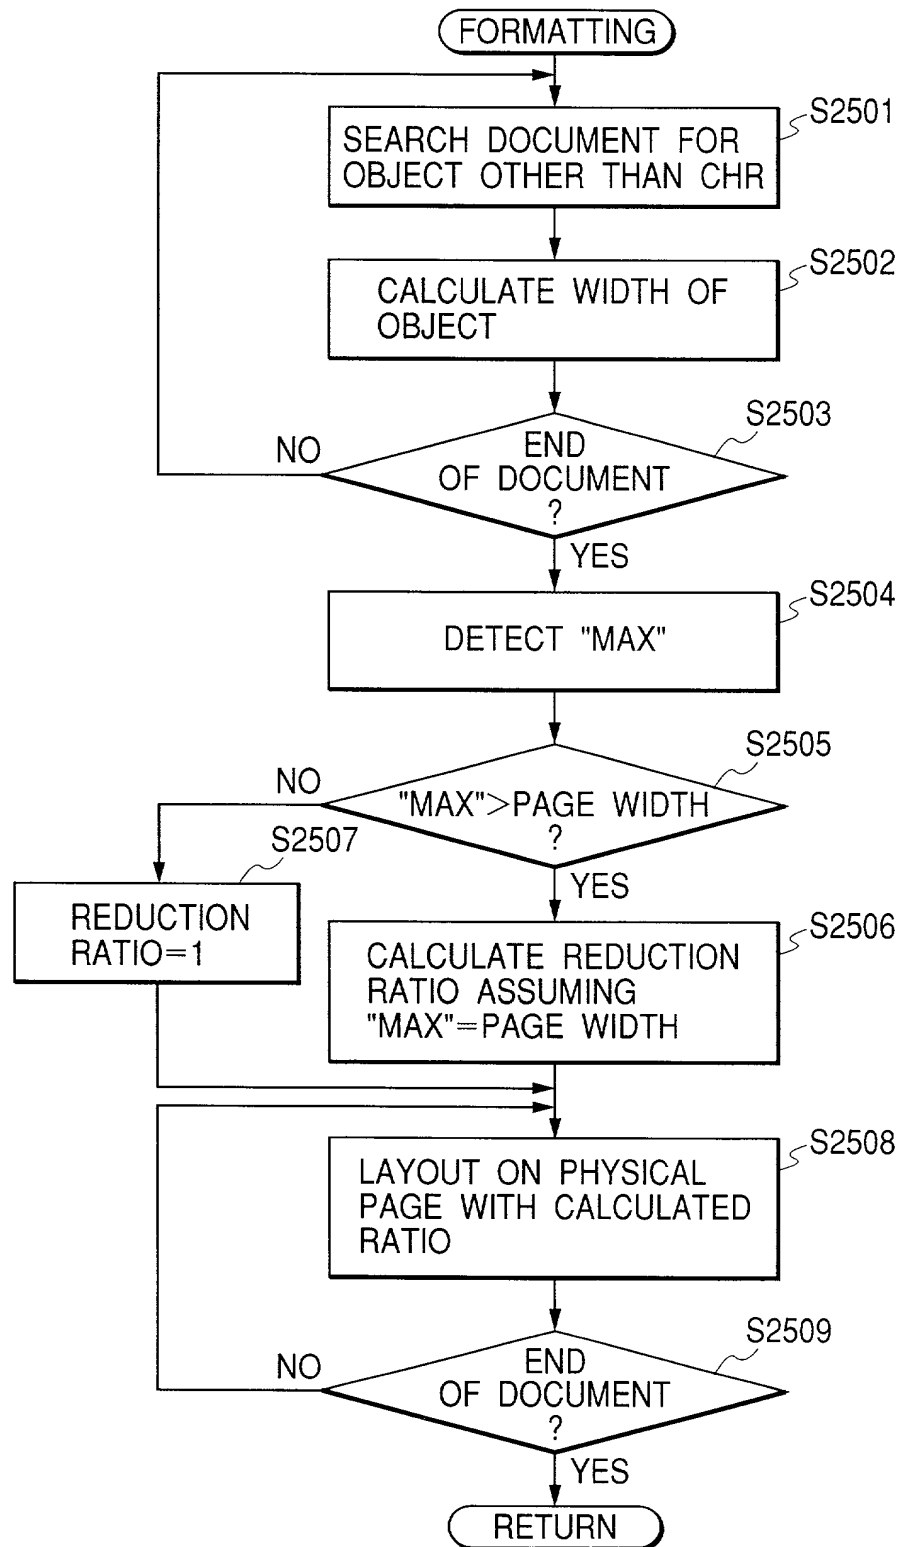 FORMATTING
S2501
SEARCH DOCUMENT FOR
OBJECT OTHER THAN CHR
S2502
CALCULATE WIDTH OF
OBJECT
S2503
NO
END
OF DOCUMENT
?
YES
S2504
DETECT "MAX"
S2505
NO
"MAX">PAGE WIDTH
?
S2507
YES
REDUCTION
RATIO=1
S2506
CALCULATE REDUCTION
RATIO ASSUMING
"MAX"=PAGE WIDTH
S2508
LAYOUT ON PHYSICAL
PAGE WITH CALCULATED
RATIO
S2509
NO
END
OF DOCUMENT
?
YES
RETURN